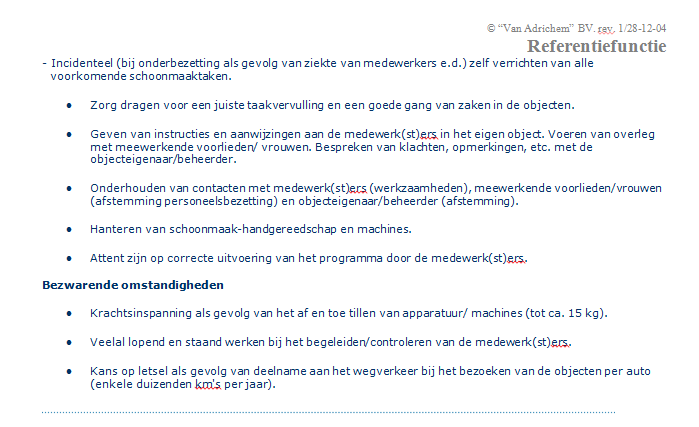 © “Van Adrichem” BV. rev. 1/28-12-04
Referentiefunctie
- Incidenteel (bij onderbezetting als gevolg van ziekte van medewerkers e.d.) zelf verrichten van alle
voorkomende schoonmaaktaken.
● Zorg dragen voor een juiste taakvervulling en een goede gang van zaken in de objecten.
● Geven van instructies en aanwijzingen aan de medewerk(st)ers in het eigen object. Voeren van overleg
met meewerkende voorlieden/ vrouwen. Bespreken van klachten, opmerkingen, etc. met de
objecteigenaar/beheerder.
● Onderhouden van contacten met medewerk(st)ers (werkzaamheden), meewerkende voorlieden/vrouwen
(afstemming personeelsbezetting) en objecteigenaar/beheerder (afstemming).
● Hanteren van schoonmaak-handgereedschap en machines.
● Attent zijn op correcte uitvoering van het programma door de medewerk(st)ers.
Bezwarende omstandigheden
● Krachtsinspanning als gevolg van het af en toe tillen van apparatuur/ machines (tot ca. 15 kg).
● Veelal lopend en staand werken bij het begeleiden/controleren van de medewerk(st)ers.
● Kans op letsel als gevolg van deelname aan het wegverkeer bij het bezoeken van de objecten per auto
(enkele duizenden km's per jaar).